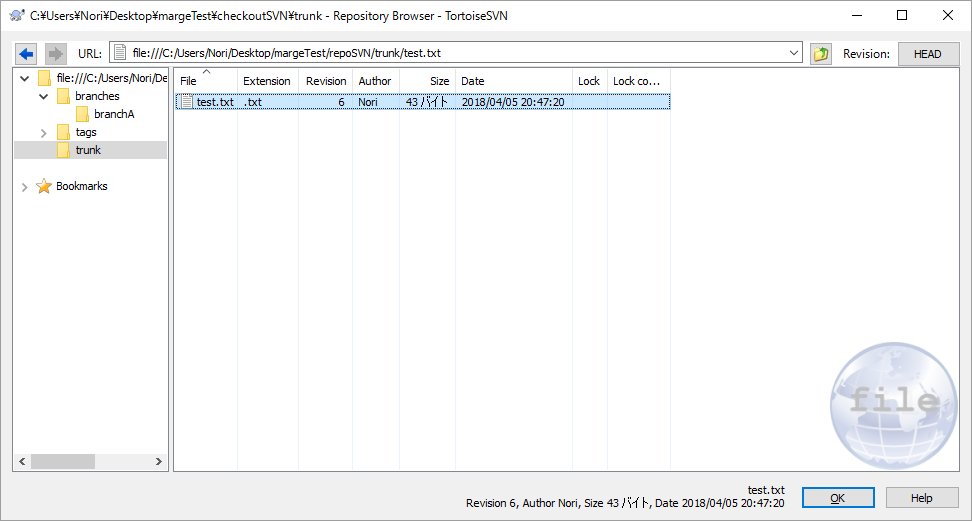 C:¥Users¥Nori¥Desktop¥margeTest¥checkoutSVN¥trunk - Repository Browser - TortoiseSVN
URL: file:///C:/Users/Nori/Desktop/margeTest/repoSVN/trunk/test.txt Revision: HEAD
file:///C:/Users/Nori/De
branches
branchA
tags
trunk
Bookmarks
File Extension Revision Author Size Date Lock Lock co...
test.txt .txt 6 Nori 43 バイト 2018/04/05 20:47:20
file
test.txt
Revision 6, Author Nori, Size 43 バイト, Date 2018/04/05 20:47:20
OK Help